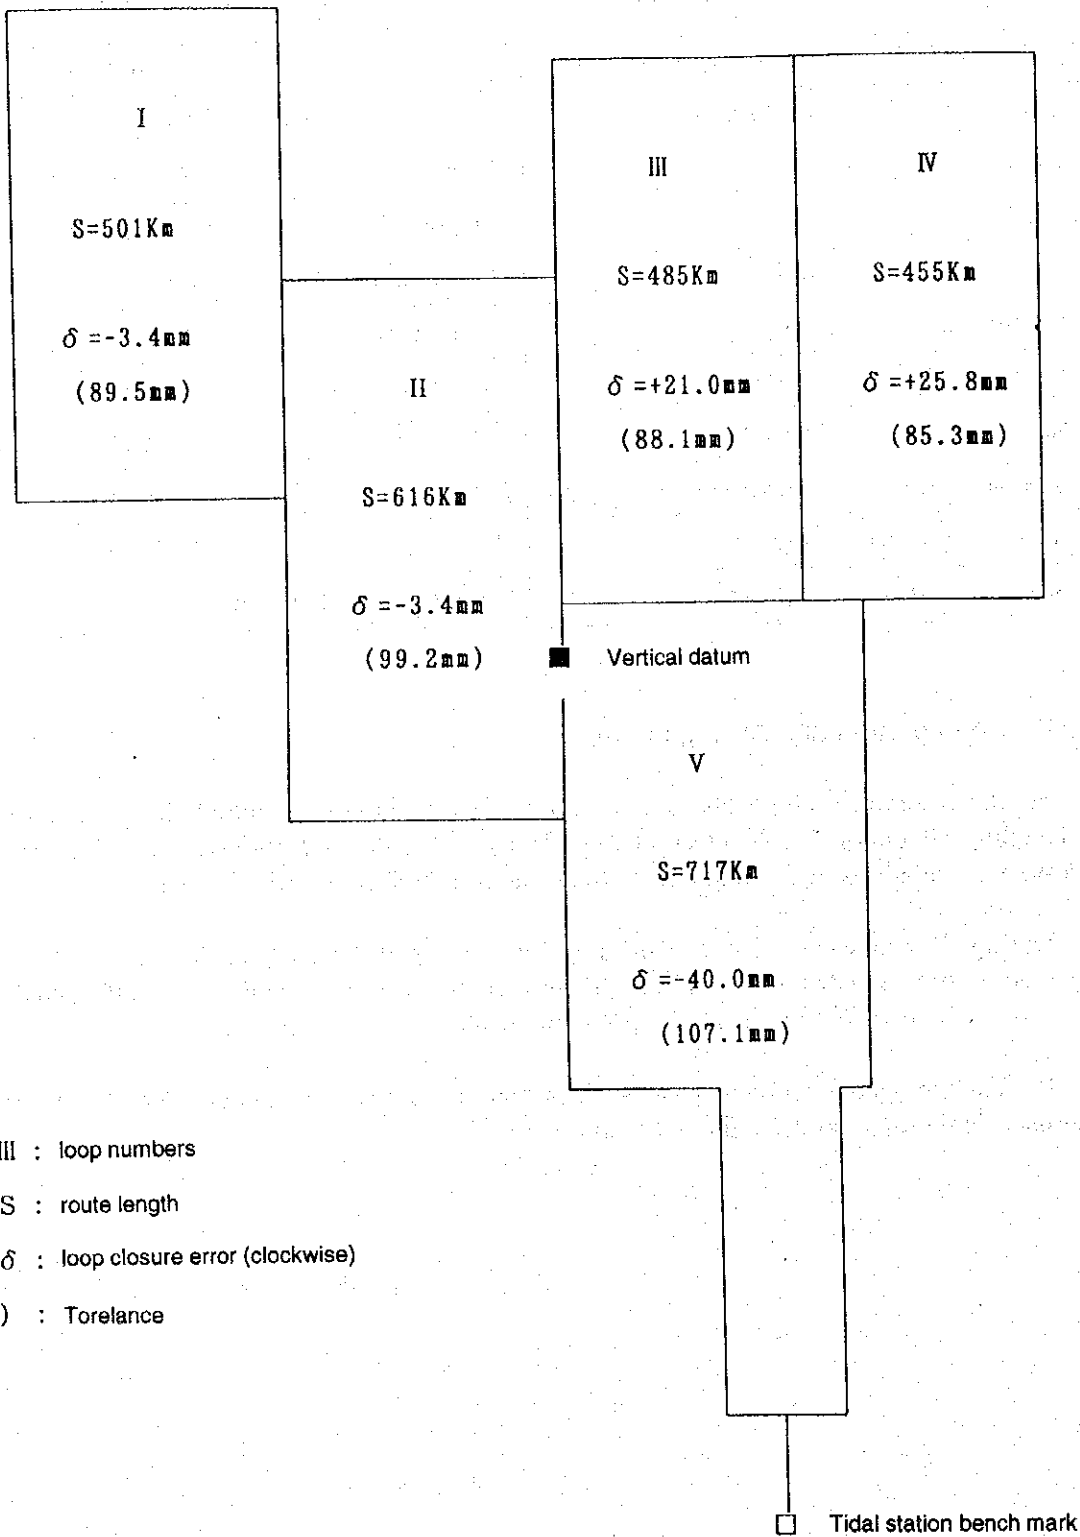 I
S=501Km
δ =-3.4mm
(89.5mm)
II
S=616Km
δ =-3.4mm
(99.2mm)
III
S=485Km
δ =+21.0mm
(88.1mm)
IV
S=455Km
δ =+25.8mm
(85.3mm)
Vertical datum
V
S=717Km
δ =-40.0mm
(107.1mm)
III : loop numbers
S : route length
δ : loop closure error (clockwise)
) : Torelance
Tidal station bench mark